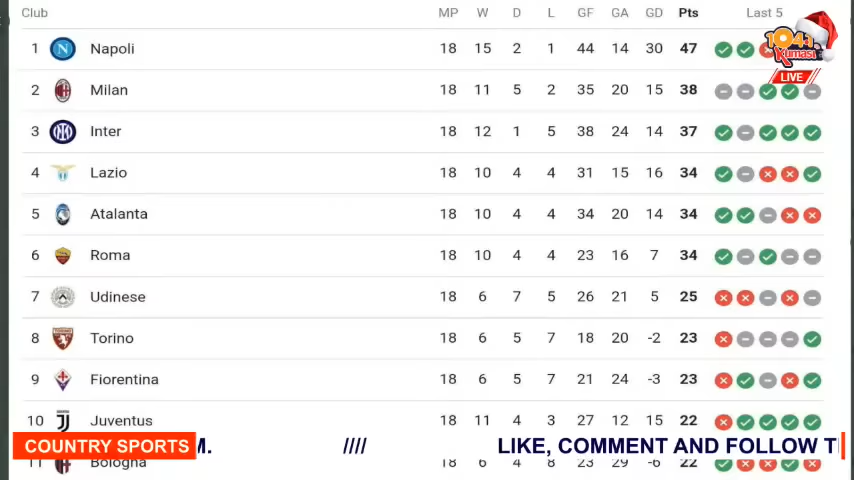 Club MP W D L GF GA GD Pts Last 5
1 Napoli 18 15 2 1 44 14 30 47
104.1
Kumasi
LIVE
2 Milan 18 11 5 2 35 20 15 38
3 Inter 18 12 1 5 38 24 14 37
4 Lazio 18 10 4 4 31 15 16 34
5 Atalanta 18 10 4 4 34 20 14 34
6 Roma 18 10 4 4 23 16 7 34
7 Udinese 18 6 7 5 26 21 5 25
8 Torino 18 6 5 7 18 20 -2 23
9 Fiorentina 18 6 5 7 21 24 -3 23
10 Juventus 18 11 4 3 27 12 15 22
COUNTRY SPORTS M. //// LIKE, COMMENT AND FOLLOW
11 Bologna 18 6 4 8 23 29 -6 22